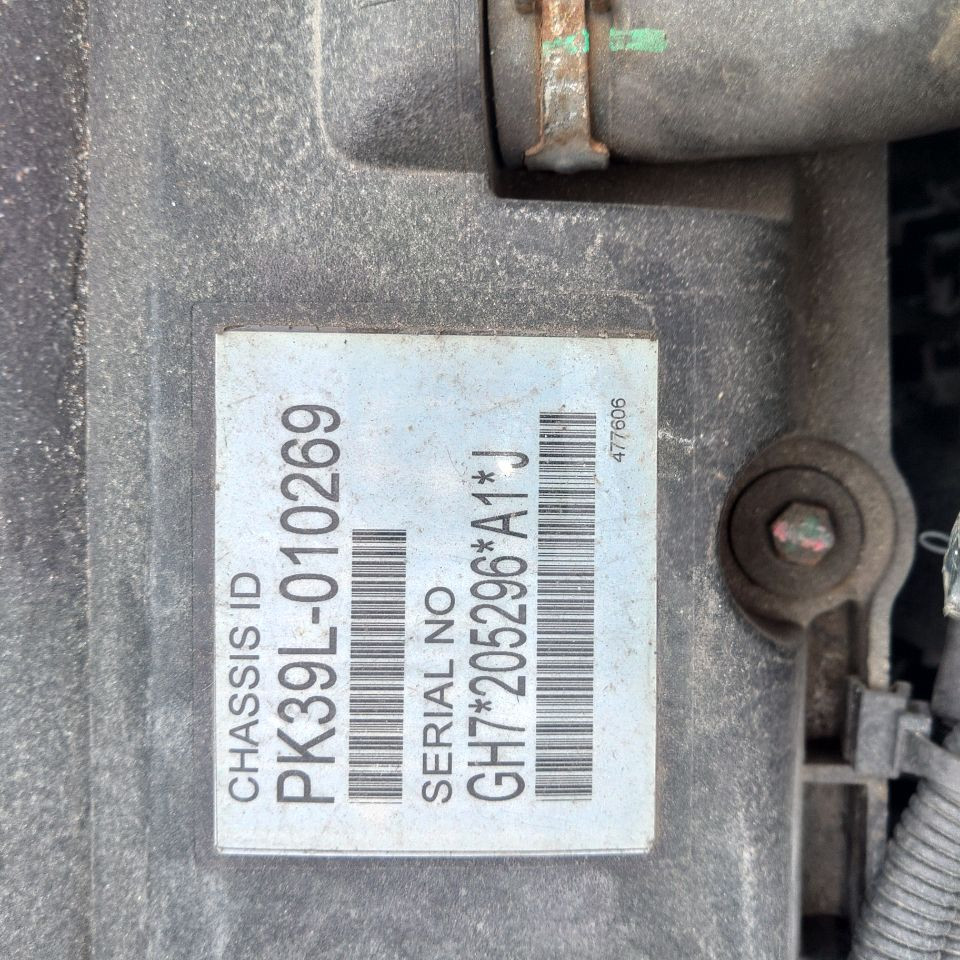 CHASSIS ID
PK39L-010269
SERIAL NO
GH7*205296*A1*J
477606